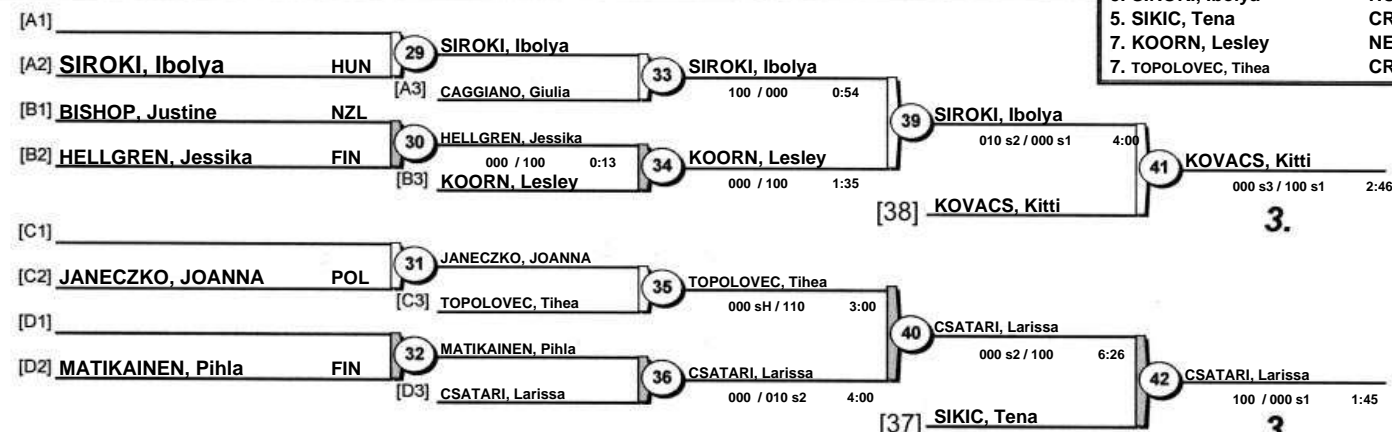 5. SIKIC, Tena CR
7. KOORN, Lesley NE
7. TOPOLOVEC, Tihea CR
[A1]
[A2] SIROKI, Ibolya HUN
29
SIROKI, Ibolya
[A3] CAGGIANO, Giulia
33
SIROKI, Ibolya
100 / 000 0:54
[B1] BISHOP, Justine NZL
[B2] HELLGREN, Jessika FIN
30
HELLGREN, Jessika
000 / 100 0:13
[B3] KOORN, Lesley
34
KOORN, Lesley
000 / 100 1:35
39
SIROKI, Ibolya
010 s2 / 000 s1 4:00
[38] KOVACS, Kitti
41
KOVACS, Kitti
000 s3 / 100 s1 2:46
3.
[C1]
[C2] JANECZKO, JOANNA POL
31
JANECZKO, JOANNA
[C3] TOPOLOVEC, Tihea
35
TOPOLOVEC, Tihea
000 sH / 110 3:00
[D1]
[D2] MATIKAINEN, Pihla FIN
32
MATIKAINEN, Pihla
[D3] CSATARI, Larissa
36
CSATARI, Larissa
000 / 010 s2 4:00
40
CSATARI, Larissa
000 s2 / 100 6:26
[37] SIKIC, Tena
42
CSATARI, Larissa
100 / 000 s1 1:45
3